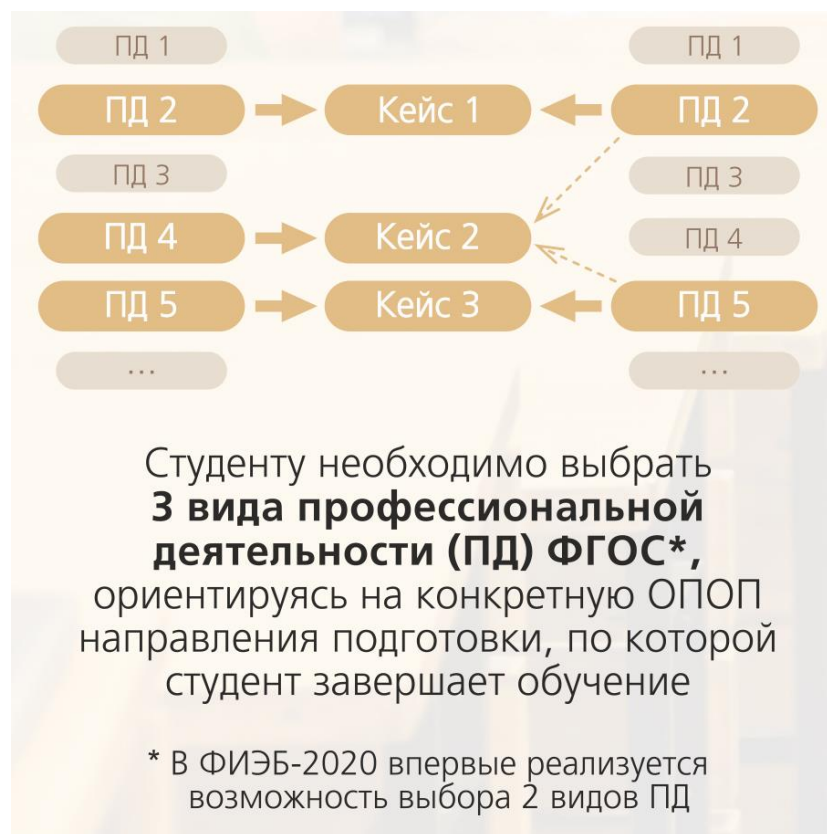 ПД 1 ПД 1
ПД 2 Кейс 1 ПД 2
ПД 3 ПД 3
ПД 4 Кейс 2 ПД 4
ПД 5 Кейс 3 ПД 5
... ...
Студенту необходимо выбрать
3 вида профессиональной
деятельности (ПД) ФГОС*,
ориентируясь на конкретную ОПОП
направления подготовки, по которой
студент завершает обучение
* В ФИЭБ-2020 впервые реализуется
возможность выбора 2 видов ПД